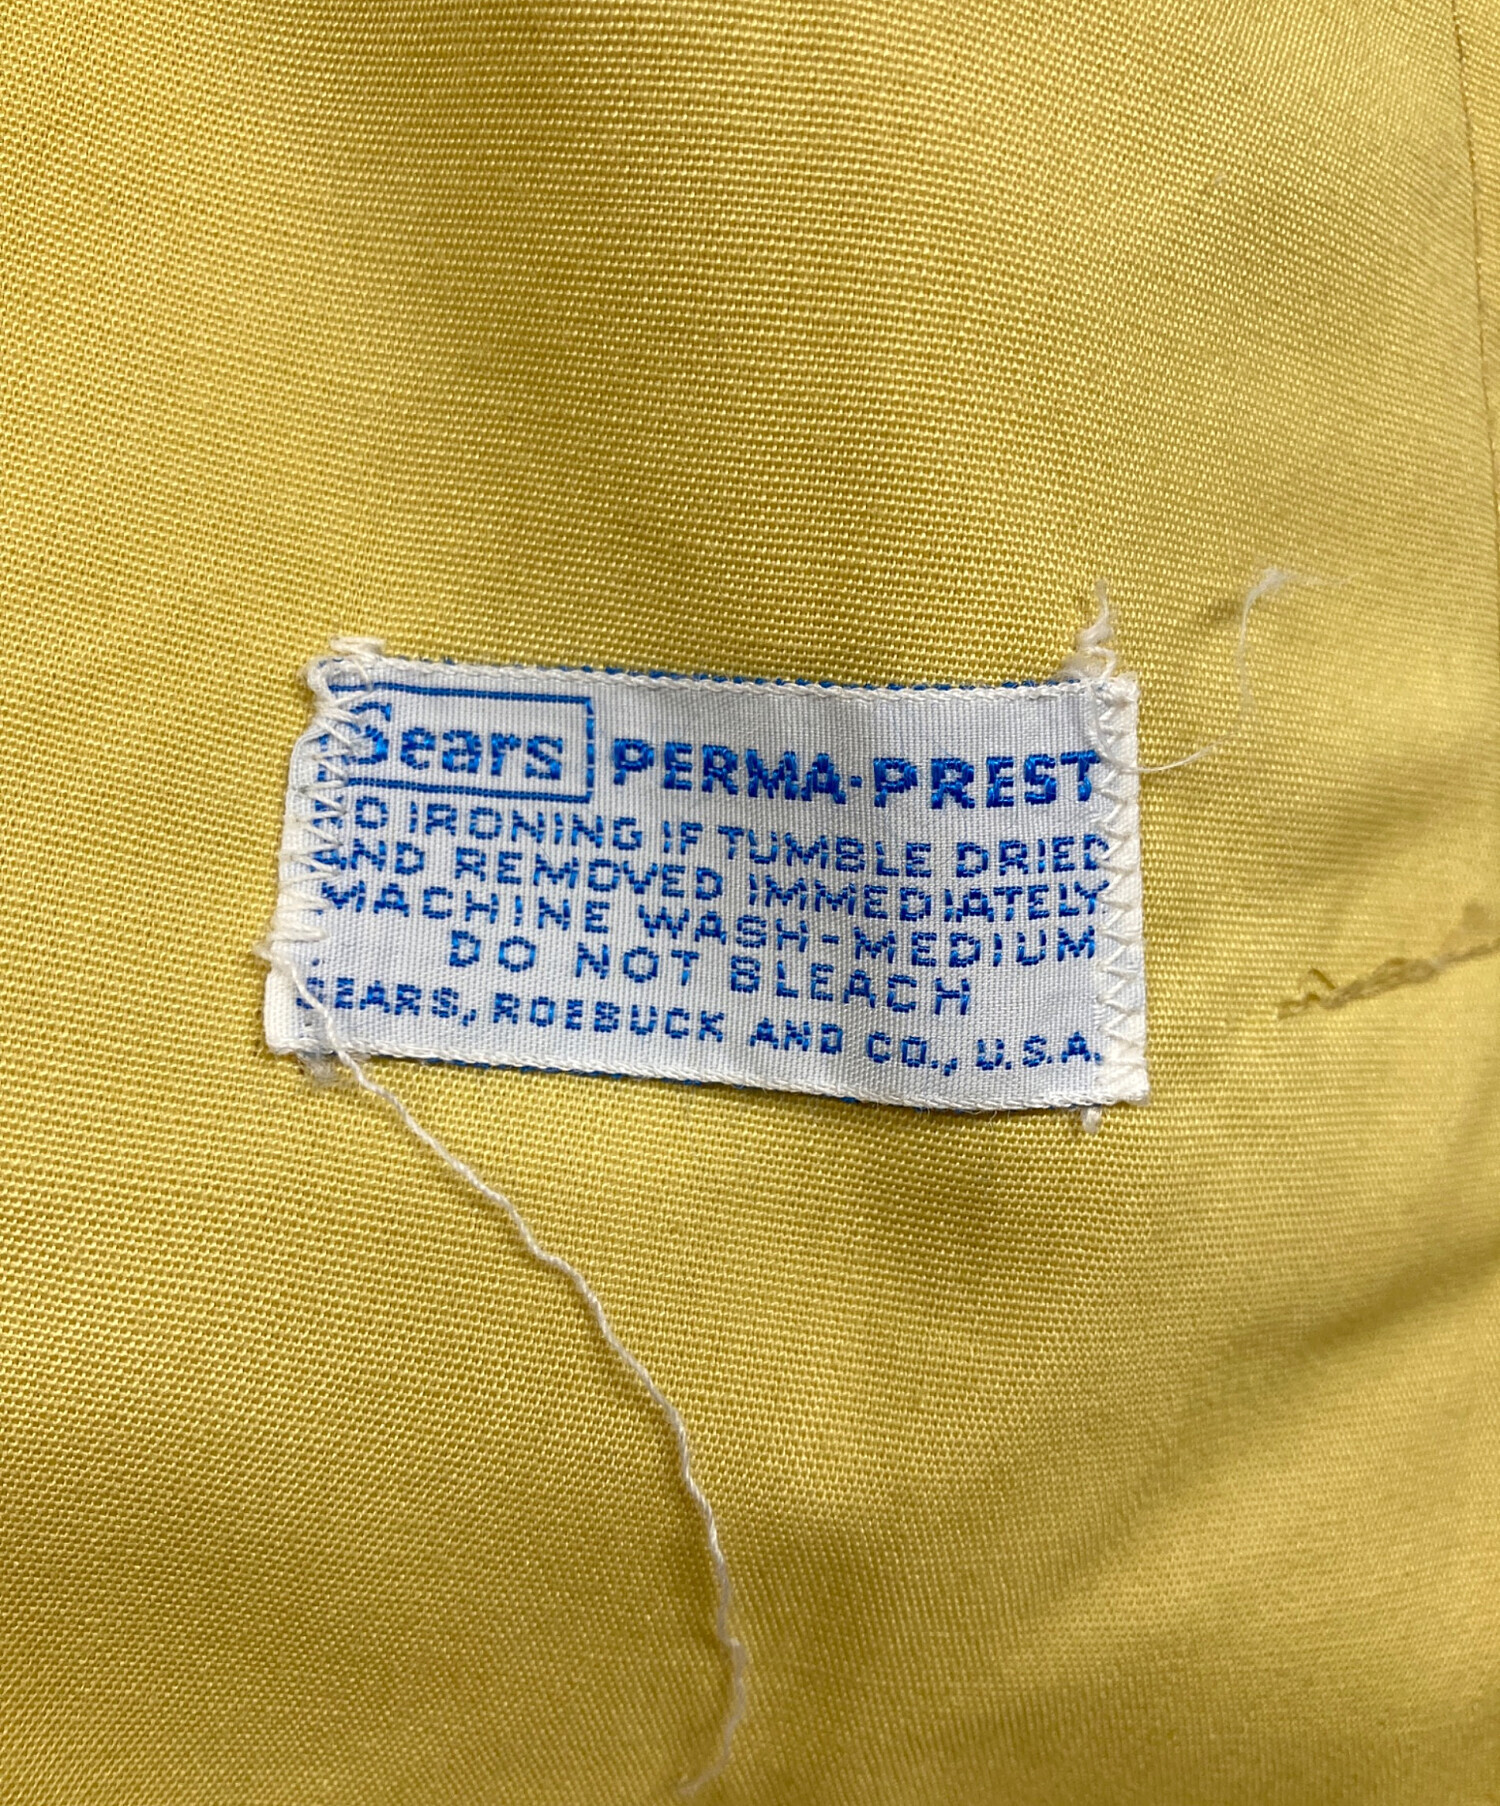 Sears PERMA-PREST
NO IRONING IF TUMBLE DRIED
AND REMOVED IMMEDIATELY
MACHINE WASH-MEDIUM
DO NOT BLEACH
SEARS, ROEBUCK AND CO., U.S.A.